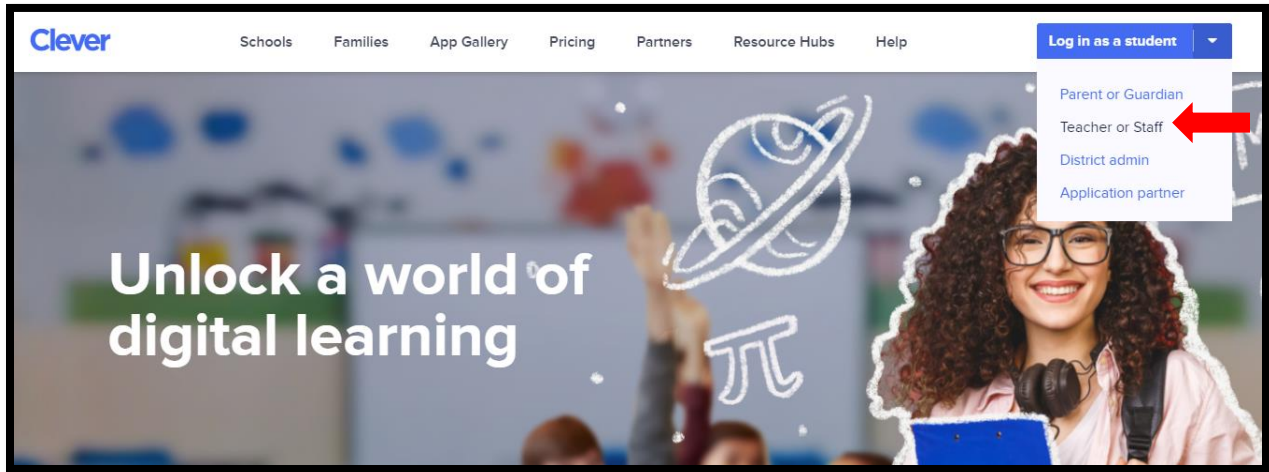 Clever
Schools Families App Gallery Pricing Partners Resource Hubs Help
Log in as a student
Parent or Guardian
Teacher or Staff
District admin
Application partner
Unlock a world of
digital learning
π